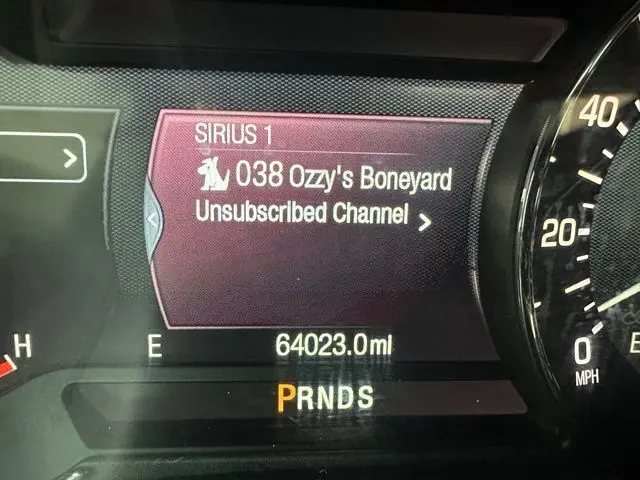 SIRIUS 1
038 Ozzy's Boneyard
Unsubscribed Channel
40
20
0
MPH
H
E
64023.0mi
E
PRNDS